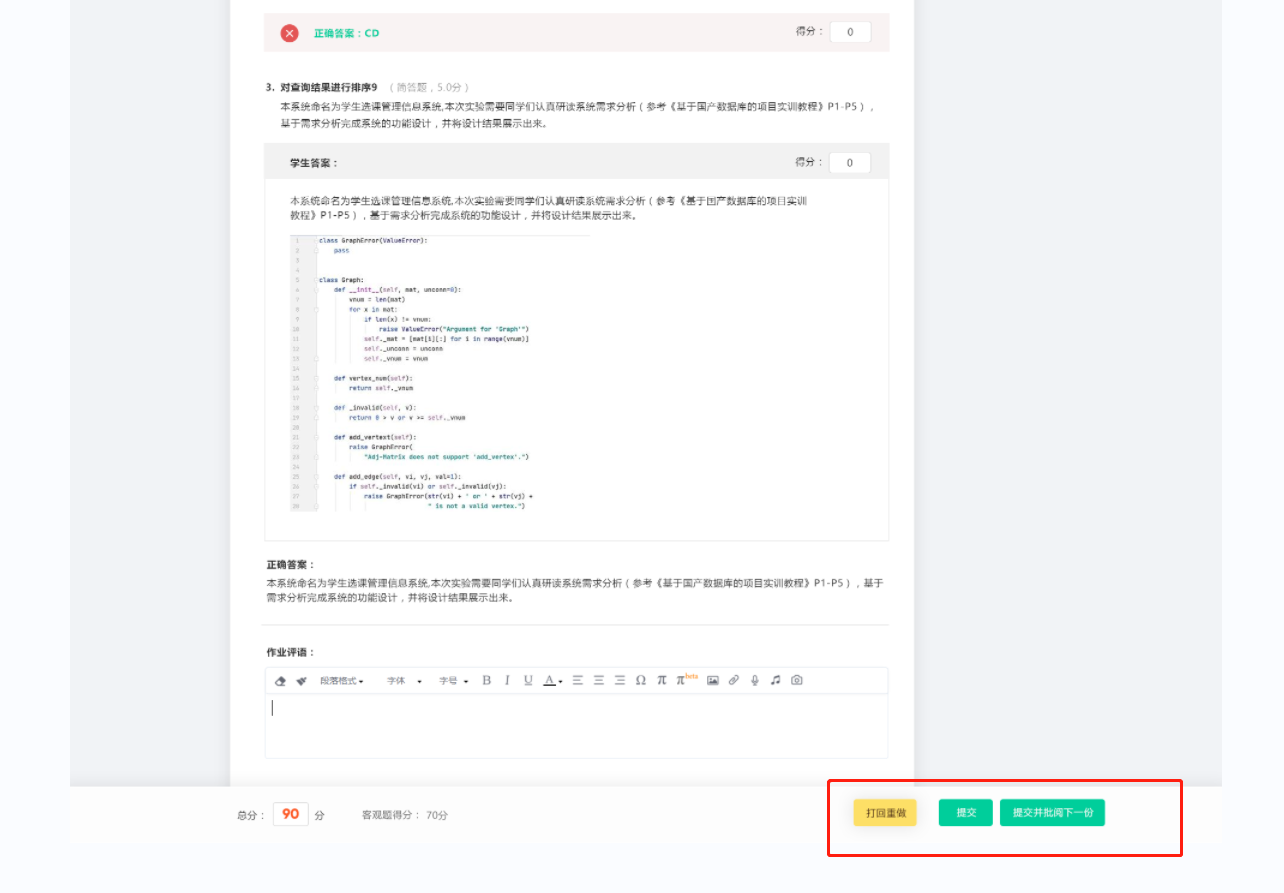 正确答案：CD
得分： 0
3. 对查询结果进行排序9 （简答题，5.0分）
本系统命名为学生选课管理信息系统,本次实验需要同学们认真研读系统需求分析（参考《基于国产数据库的项目实训教程》P1-P5），
基于需求分析完成系统的功能设计，并将设计结果展示出来。
学生答案： 得分： 0
本系统命名为学生选课管理信息系统,本次实验需要同学们认真研读系统需求分析（参考《基于国产数据库的项目实训
教程》P1-P5），基于需求分析完成系统的功能设计，并将设计结果展示出来。
1 class GraphError(ValueError):
2 pass
3
4
5 class Graph:
6 def __init__(self, mat, unconn=0):
7 vnum = len(mat)
8 for x in mat:
9 if len(x) != vnum:
10 raise ValueError("Argument for 'Graph'")
11 self._mat = [mat[i][:] for i in range(vnum)]
12 self._unconn = unconn
13 self._vnum = vnum
14
15 def vertex_num(self):
16 return self._vnum
17
18 def _invalid(self, v):
19 return 0 > v or v >= self._vnum
20
21 def add_vertext(self):
22 raise GraphError(
23 "Adj-Matrix does not support 'add_vertex'.")
24
25 def add_edge(self, vi, vj, val=1):
26 if self._invalid(vi) or self._invalid(vj):
27 raise GraphError(str(vi) + ' or ' + str(vj) +
28 " is not a valid vertex.")
正确答案：
本系统命名为学生选课管理信息系统,本次实验需要同学们认真研读系统需求分析（参考《基于国产数据库的项目实训教程》P1-P5），基于
需求分析完成系统的功能设计，并将设计结果展示出来。
作业评语：
段落格式 字体 字号 B I U A Ω π π beta
总分： 90 分 客观题得分： 70分 打回重做 提交 提交并批阅下一份